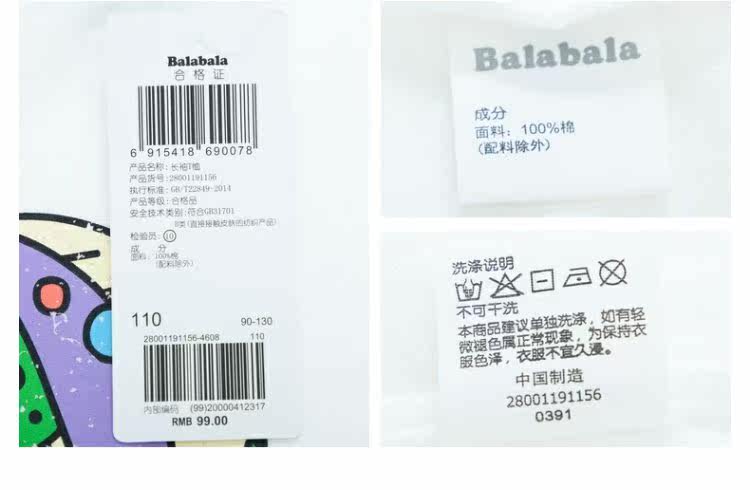 Balabala
合格证
6 915418 690078
产品名称:长袖T恤
产品货号:28001191156
执行标准:GB/T22849-2014
产品等级:合格品
安全技术类别:符合GB31701
B类(直接接触皮肤的纺织产品)
检验员:10
成 分
面料:100%棉
(配料除外)
110 90-130
28001191156-4608 110
内部编码 (99)20000412317
RMB 99.00
Balabala
成分
面料:100%棉
(配料除外)
洗涤说明
不可干洗
本商品建议单独洗涤,如有轻
微褪色属正常现象,为保持衣
服色泽,衣服不宜久浸。
中国制造
28001191156
0391